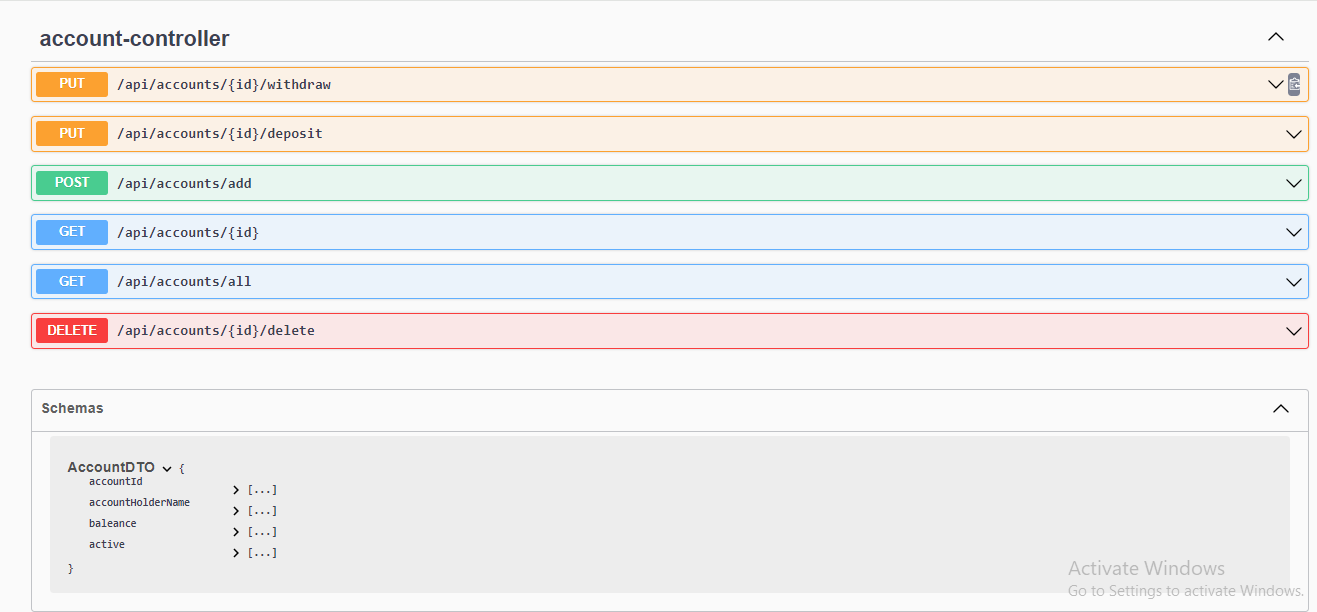 account-controller
PUT /api/accounts/{id}/withdraw
PUT /api/accounts/{id}/deposit
POST /api/accounts/add
GET /api/accounts/{id}
GET /api/accounts/all
DELETE /api/accounts/{id}/delete
Schemas
AccountDTO {
accountId [...]
accountHolderName [...]
baleance [...]
active [...]
}
Activate Windows
Go to Settings to activate Windows.